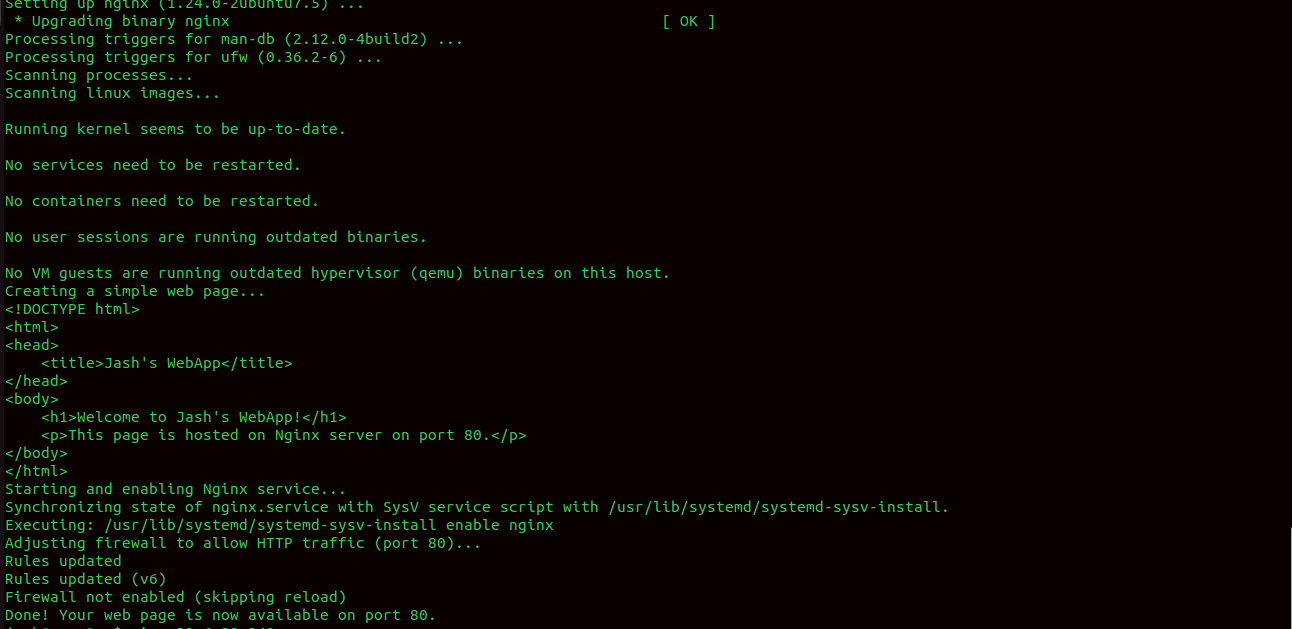 Setting up nginx (1.24.0-2ubuntu7.5) ...
 * Upgrading binary nginx [ OK ]
Processing triggers for man-db (2.12.0-4build2) ...
Processing triggers for ufw (0.36.2-6) ...
Scanning processes...
Scanning linux images...
Running kernel seems to be up-to-date.
No services need to be restarted.
No containers need to be restarted.
No user sessions are running outdated binaries.
No VM guests are running outdated hypervisor (qemu) binaries on this host.
Creating a simple web page...
<!DOCTYPE html>
<html>
<head>
    <title>Jash's WebApp</title>
</head>
<body>
    <h1>Welcome to Jash's WebApp!</h1>
    <p>This page is hosted on Nginx server on port 80.</p>
</body>
</html>
Starting and enabling Nginx service...
Synchronizing state of nginx.service with SysV service script with /usr/lib/systemd/systemd-sysv-install.
Executing: /usr/lib/systemd/systemd-sysv-install enable nginx
Adjusting firewall to allow HTTP traffic (port 80)...
Rules updated
Rules updated (v6)
Firewall not enabled (skipping reload)
Done! Your web page is now available on port 80.